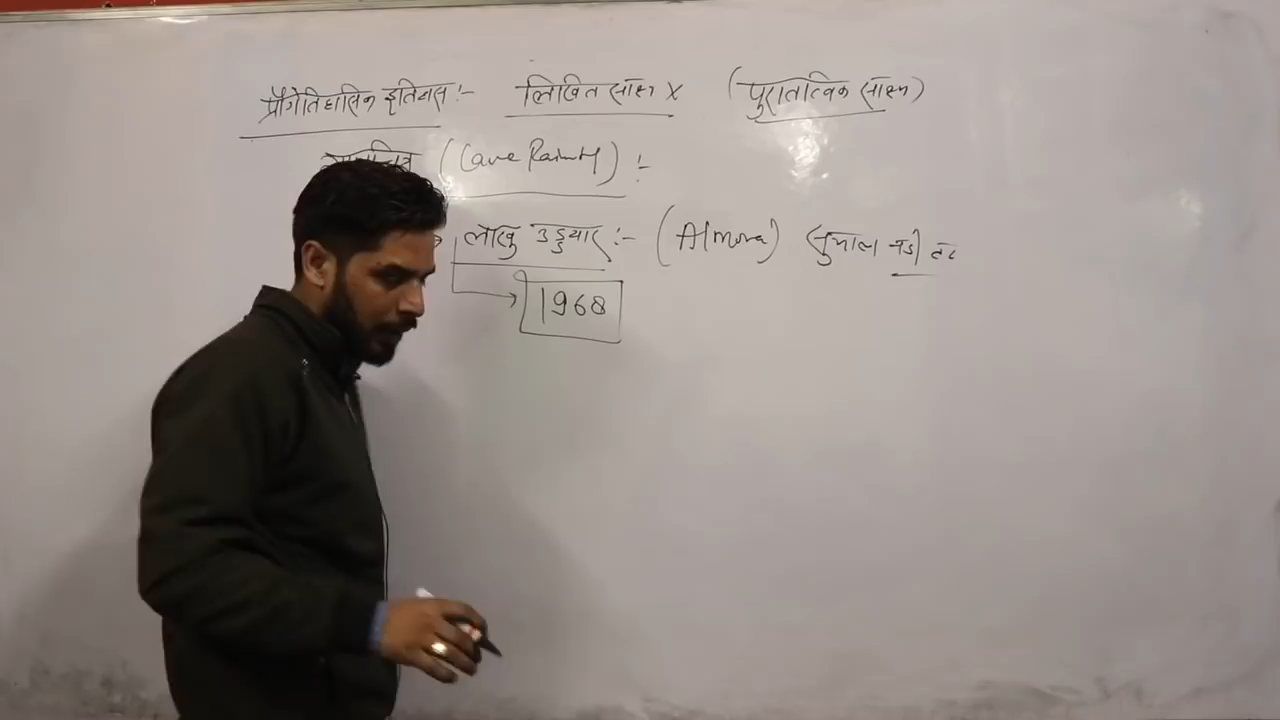 प्रागेतिहासिक इतिहास :- लिखित साक्ष्य X (पुरातात्विक साक्ष्य)
(Cave Painting) :-
लाखु उड्यार :- (Almora) सुयाल नदी तट
1968